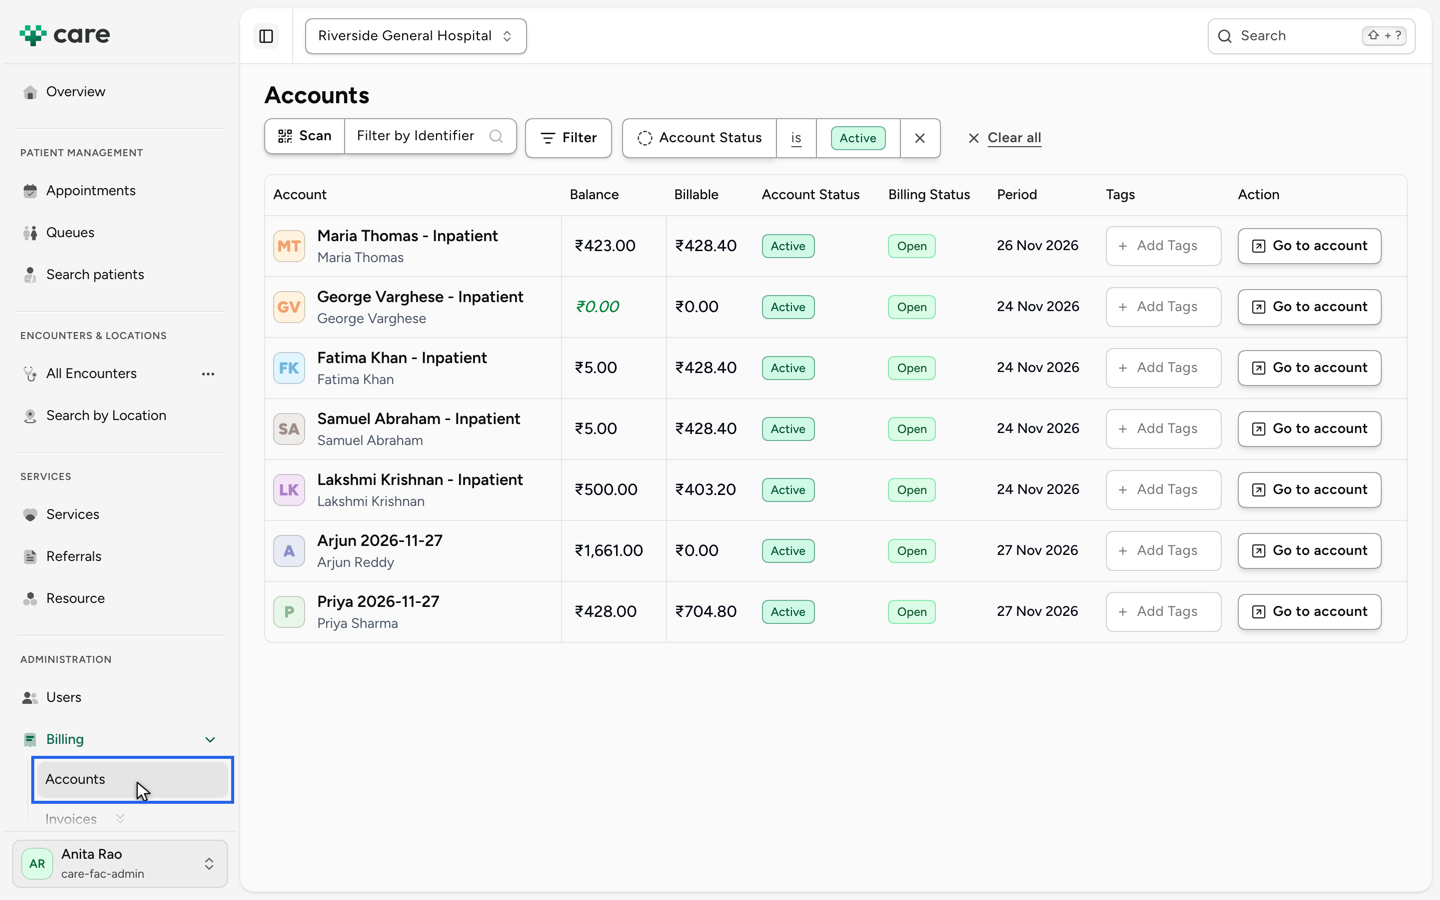 care
Riverside General Hospital
Search
⇧ + ?
Overview
PATIENT MANAGEMENT
Appointments
Queues
Search patients
ENCOUNTERS & LOCATIONS
All Encounters
Search by Location
SERVICES
Services
Referrals
Resource
ADMINISTRATION
Users
Billing
Accounts
Invoices
AR
Anita Rao
care-fac-admin
Accounts
Scan Filter by Identifier Filter Account Status is Active Clear all
Account Balance Billable Account Status Billing Status Period Tags Action
MT Maria Thomas - Inpatient ₹423.00 ₹428.40 Active Open 26 Nov 2026 + Add Tags Go to account
Maria Thomas
GV George Varghese - Inpatient ₹0.00 ₹0.00 Active Open 24 Nov 2026 + Add Tags Go to account
George Varghese
FK Fatima Khan - Inpatient ₹5.00 ₹428.40 Active Open 24 Nov 2026 + Add Tags Go to account
Fatima Khan
SA Samuel Abraham - Inpatient ₹5.00 ₹428.40 Active Open 24 Nov 2026 + Add Tags Go to account
Samuel Abraham
LK Lakshmi Krishnan - Inpatient ₹500.00 ₹403.20 Active Open 24 Nov 2026 + Add Tags Go to account
Lakshmi Krishnan
A Arjun 2026-11-27 ₹1,661.00 ₹0.00 Active Open 27 Nov 2026 + Add Tags Go to account
Arjun Reddy
P Priya 2026-11-27 ₹428.00 ₹704.80 Active Open 27 Nov 2026 + Add Tags Go to account
Priya Sharma